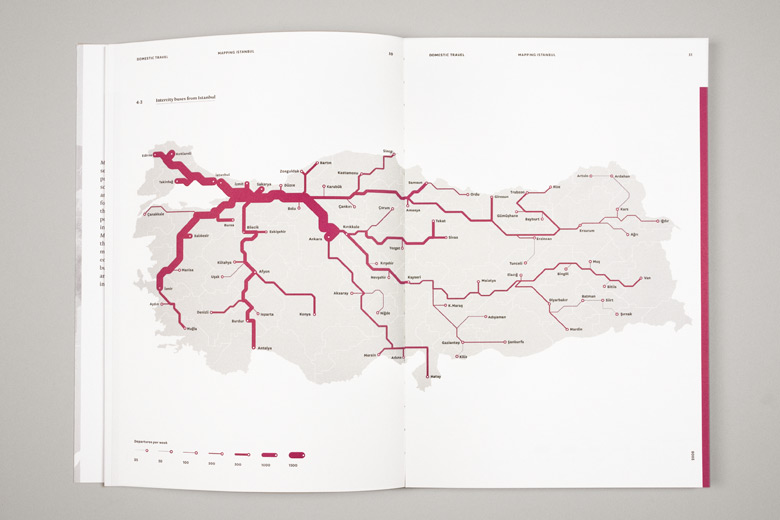 DOMESTIC TRAVEL
MAPPING ISTANBUL
DOMESTIC TRAVEL
MAPPING ISTANBUL
4.2
Intercity buses from Istanbul
Edirne
Kırklareli
Tekirdağ
Istanbul
İzmit
Sakarya
Düzce
Zonguldak
Bartın
Karabük
Kastamonu
Sinop
Bolu
Çankırı
Çorum
Samsun
Ordu
Amasya
Giresun
Trabzon
Rize
Artvin
Ardahan
Kars
Gümüşhane
Bayburt
Erzincan
Erzurum
Iğdır
Ağrı
Çanakkale
Bursa
Bilecik
Eskişehir
Balıkesir
Ankara
Kırıkkale
Yozgat
Tokat
Sivas
Tunceli
Kütahya
Uşak
Afyon
Manisa
İzmir
Aydın
Muğla
Denizli
Burdur
Isparta
Antalya
Konya
Aksaray
Kırşehir
Nevşehir
Kayseri
Niğde
Malatya
Elazığ
Bingöl
Muş
Bitlis
Van
Diyarbakır
Batman
Siirt
Şırnak
Mardin
K.Maraş
Adıyaman
Gaziantep
Şanlıurfa
Kilis
Mersin
Adana
Hatay
Departures per week
25
50
100
200
500
1000
1500